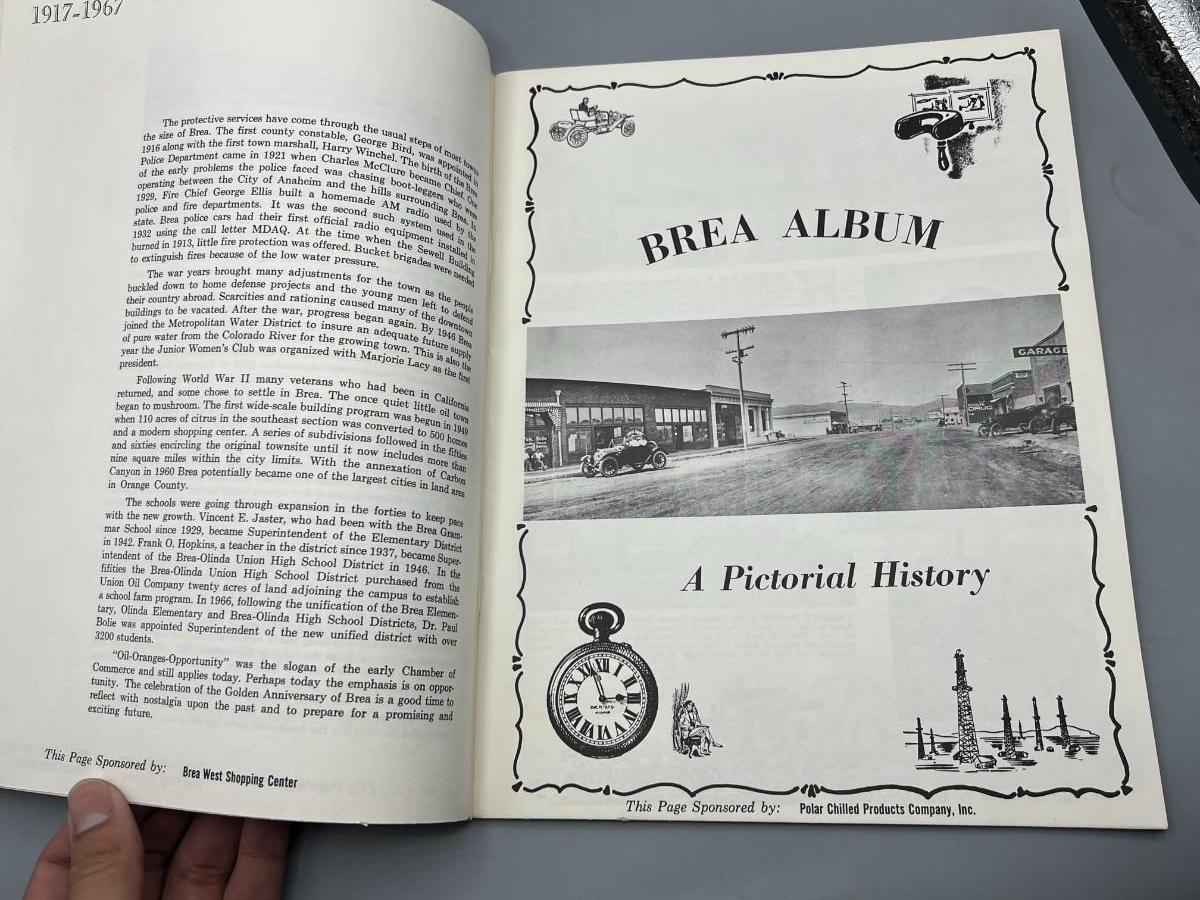 1917-1967
The protective services have come through the usual steps of most towns
the size of Brea. The first county constable, George Bird, was appointed in
1916 along with the first town marshall, Harry Winchel. The birth of the Brea
Police Department came in 1921 when Charles McClure became Chief. One
of the early problems the police faced was chasing boot-leggers who were
operating between the City of Anaheim and the hills surrounding Brea. In
1929, Fire Chief George Ellis built a homemade AM radio used by the
police and fire departments. It was the second such system used in the
state. Brea police cars had their first official radio equipment installed in
1932 using the call letter MDAQ. At the time when the Sewell Building
burned in 1913, little fire protection was offered. Bucket brigades were needed
to extinguish fires because of the low water pressure.
The war years brought many adjustments for the town as the people
buckled down to home defense projects and the young men left to defend
their country abroad. Scarcities and rationing caused many of the downtown
buildings to be vacated. After the war, progress began again. By 1946 Brea
joined the Metropolitan Water District to insure an adequate future supply
of pure water from the Colorado River for the growing town. This is also the
year the Junior Women's Club was organized with Marjorie Lacy as the first
president.
Following World War II many veterans who had been in California
returned, and some chose to settle in Brea. The once quiet little oil town
began to mushroom. The first wide-scale building program was begun in 1949
when 110 acres of citrus in the southeast section was converted to 500 homes
and a modern shopping center. A series of subdivisions followed in the fifties
and sixties encircling the original townsite until it now includes more than
nine square miles within the city limits. With the annexation of Carbon
Canyon in 1960 Brea potentially became one of the largest cities in land area
in Orange County.
The schools were going through expansion in the forties to keep pace
with the new growth. Vincent E. Jaster, who had been with the Brea Gram-
mar School since 1929, became Superintendent of the Elementary District
in 1942. Frank O. Hopkins, a teacher in the district since 1937, became Super-
intendent of the Brea-Olinda Union High School District in 1946. In the
fifities the Brea-Olinda Union High School District purchased from the
Union Oil Company twenty acres of land adjoining the campus to establish
a school farm program. In 1966, following the unification of the Brea Elemen-
tary, Olinda Elementary and Brea-Olinda High School Districts, Dr. Paul
Bolie was appointed Superintendent of the new unified district with over
3200 students.
"Oil-Oranges-Opportunity" was the slogan of the early Chamber of
Commerce and still applies today. Perhaps today the emphasis is on oppor-
tunity. The celebration of the Golden Anniversary of Brea is a good time to
reflect with nostalgia upon the past and to prepare for a promising and
exciting future.
This Page Sponsored by: Brea West Shopping Center
BREA ALBUM
GARAGE
DRUG
A Pictorial History
This Page Sponsored by: Polar Chilled Products Company, Inc.